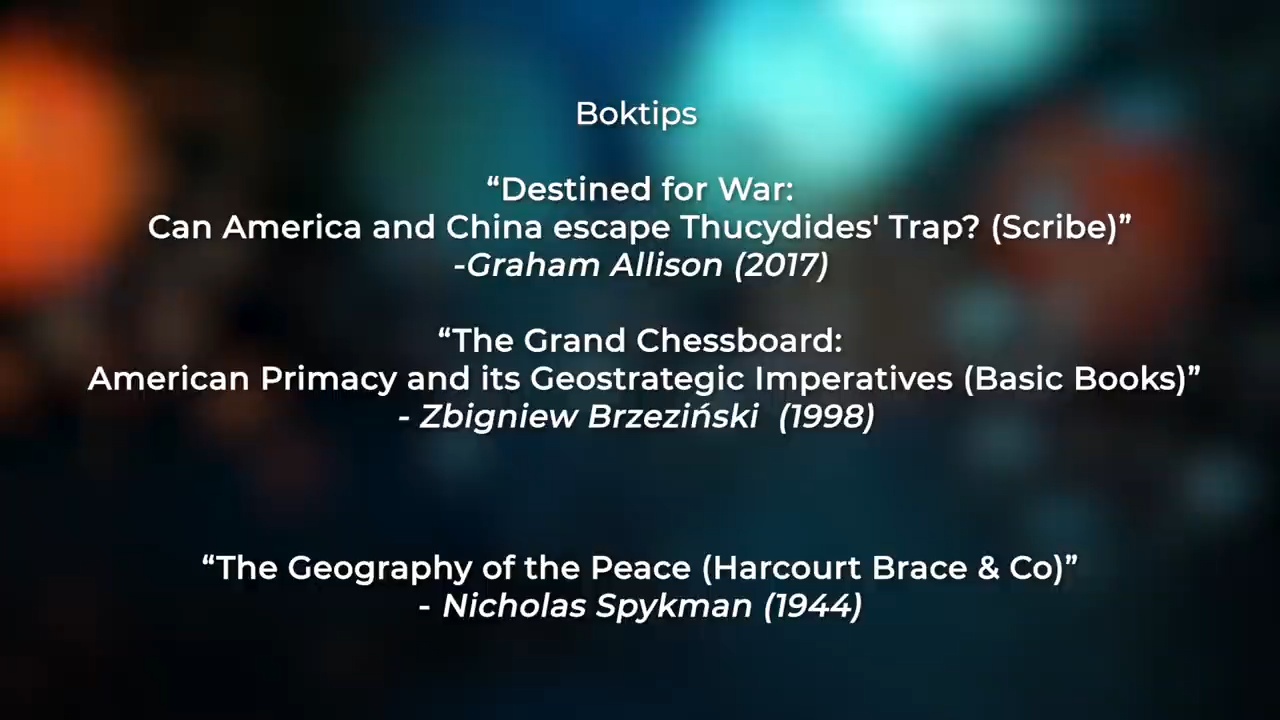 Boktips
“Destined for War:
Can America and China escape Thucydides' Trap? (Scribe)”
-Graham Allison (2017)
“The Grand Chessboard:
American Primacy and its Geostrategic Imperatives (Basic Books)”
- Zbigniew Brzeziński  (1998)
“The Geography of the Peace (Harcourt Brace & Co)”
- Nicholas Spykman (1944)